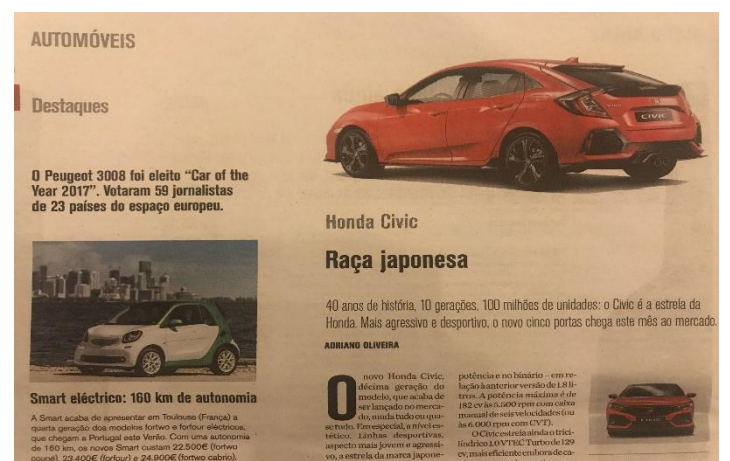 AUTOMÓVEIS
Destaques
O Peugeot 3008 foi eleito “Car of the
Year 2017”. Votaram 59 jornalistas
de 23 países do espaço europeu.
Smart eléctrico: 160 km de autonomia
A Smart acaba de apresentar em Toulouse (França) a
quarta geração dos modelos fortwo e forfour eléctricos,
que chegam a Portugal este Verão. Com uma autonomia
de 160 km, os novos Smart custam 22.500€ (fortwo
coupé), 23.400€ (forfour) e 24.900€ (fortwo cabrio).
CIVIC
Honda Civic
Raça japonesa
40 anos de história, 10 gerações, 100 milhões de unidades: o Civic é a estrela da
Honda. Mais agressivo e desportivo, o novo cinco portas chega este mês ao mercado.
ADRIANO OLIVEIRA
O novo Honda Civic,
décima geração do
modelo, que acaba de
ser lançado no merca-
do, muda tudo ou qua-
se tudo. Em especial, a nível es-
tético. Linhas desportivas,
aspecto mais jovem e agressi-
vo, a estrela da marca japone-
potência e no binário – em re-
lação à anterior versão de 1.8 li-
tros. A potência máxima é de
182 cv às 5.500 rpm com caixa
manual de seis velocidades (ou
às 6.000 rpm com CVT).
O Civic estreia ainda o trici-
líndrico 1.0 VTEC Turbo de 129
cv, mais eficiente embora de ca-